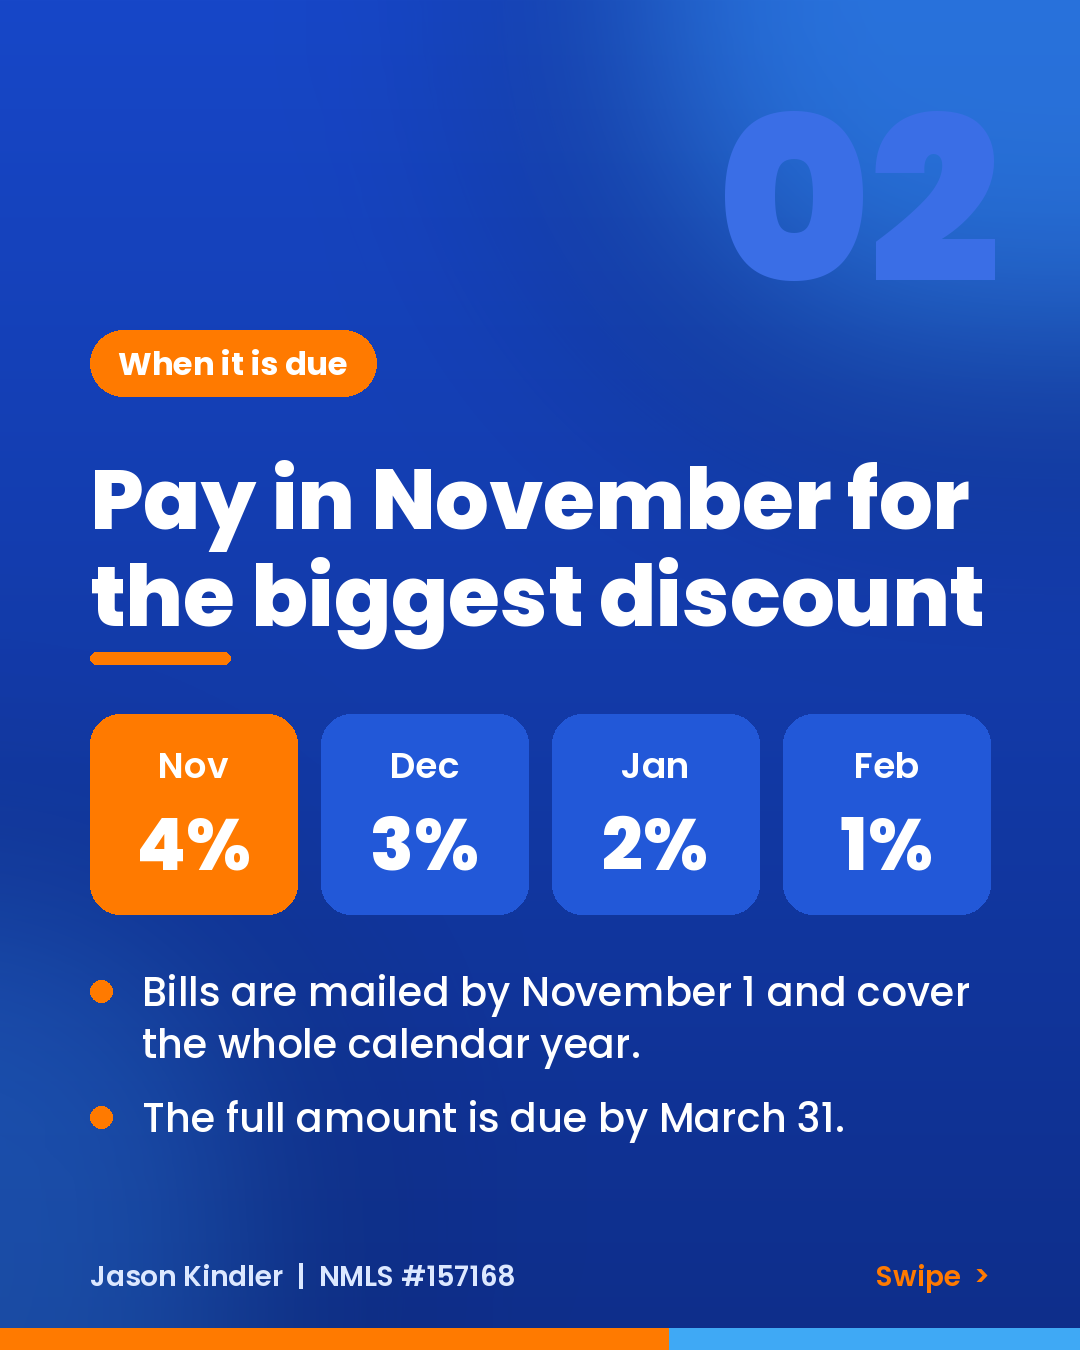 02
When it is due
Pay in November for
the biggest discount
Nov
4%
Dec
3%
Jan
2%
Feb
1%
Bills are mailed by November 1 and cover
the whole calendar year.
The full amount is due by March 31.
Jason Kindler | NMLS #157168
Swipe >